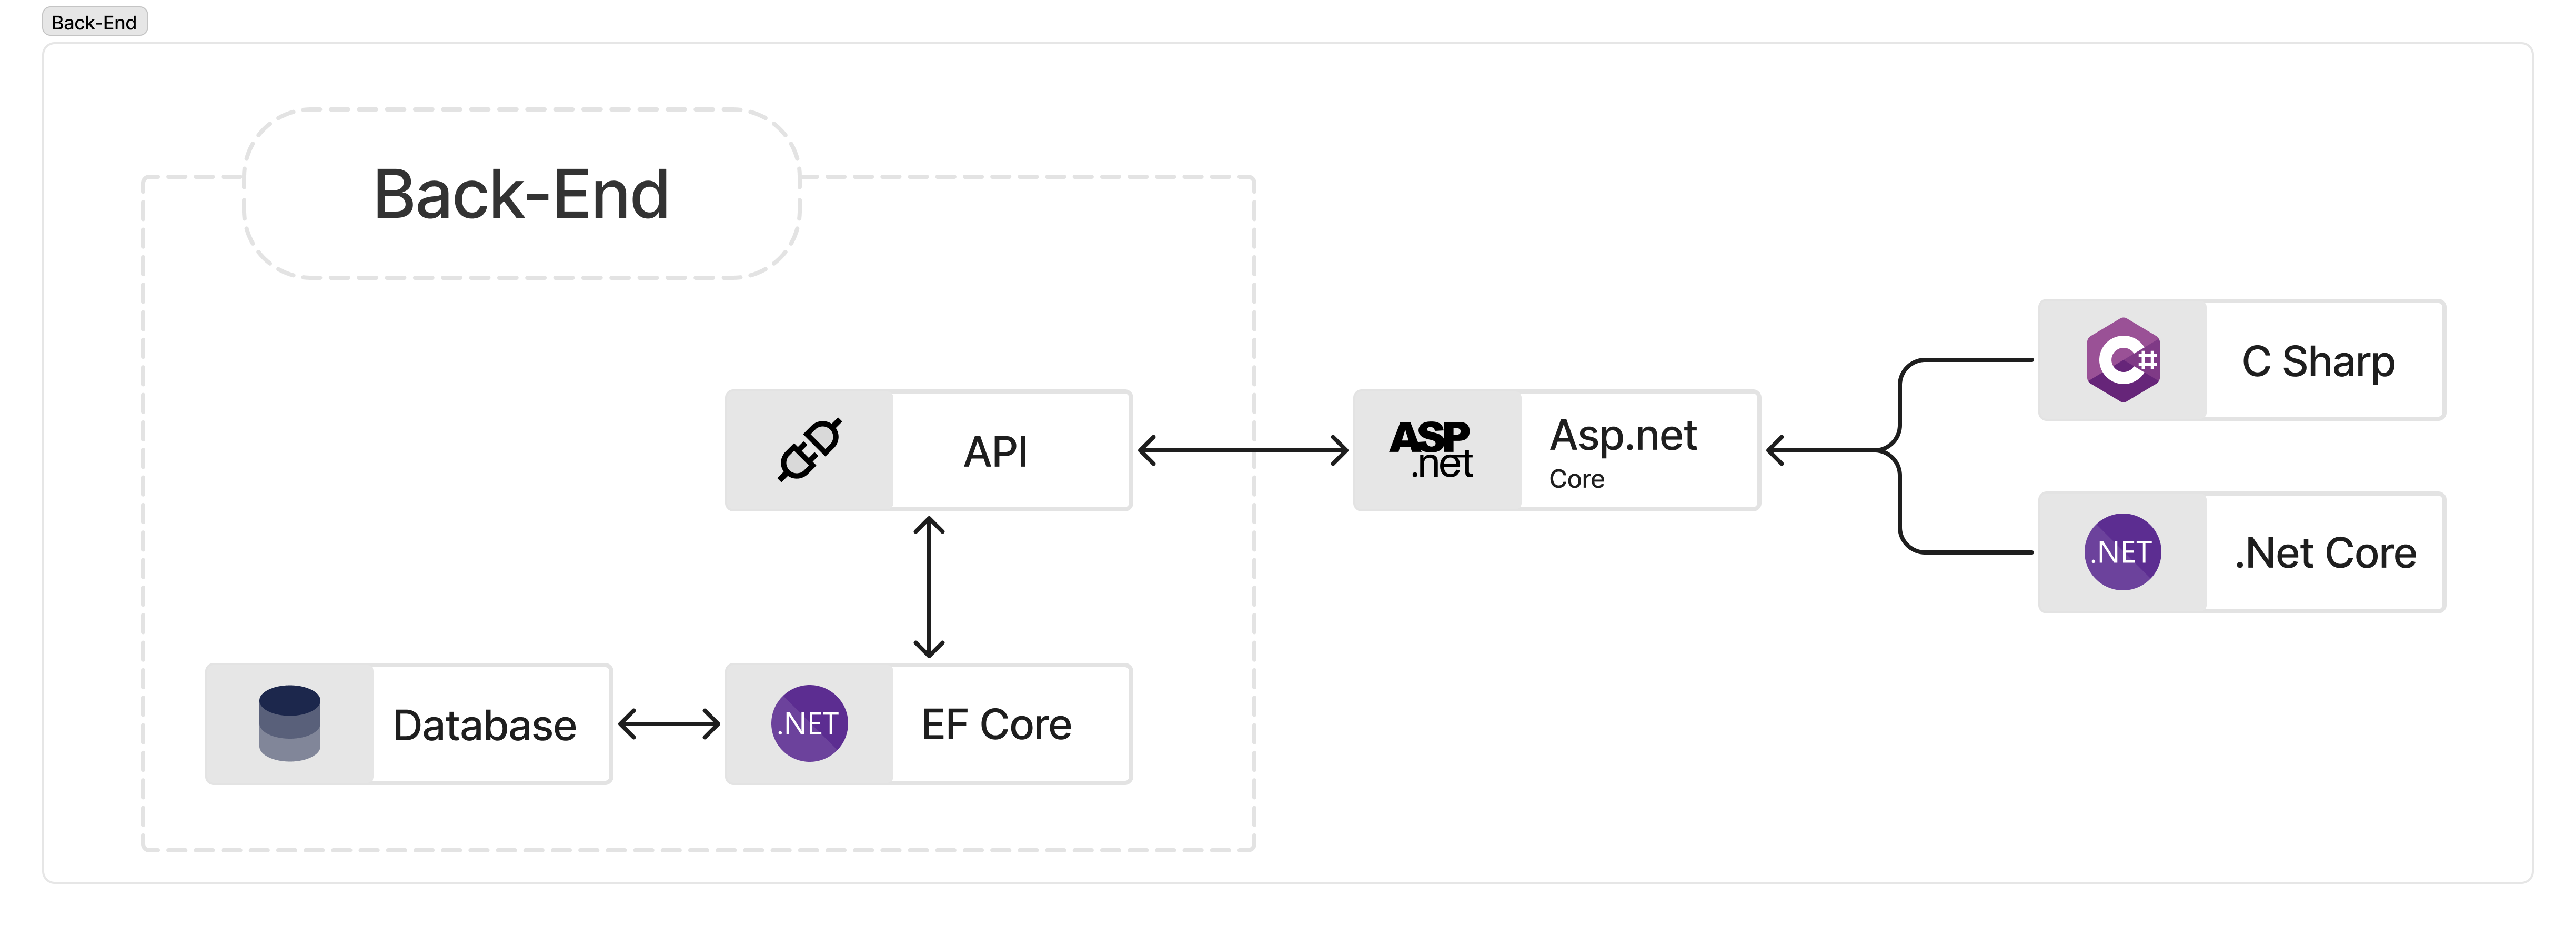 Back-End
Back-End
C#
C Sharp
API
ASP
.net
Asp.net
Core
.NET
.Net Core
Database
.NET
EF Core